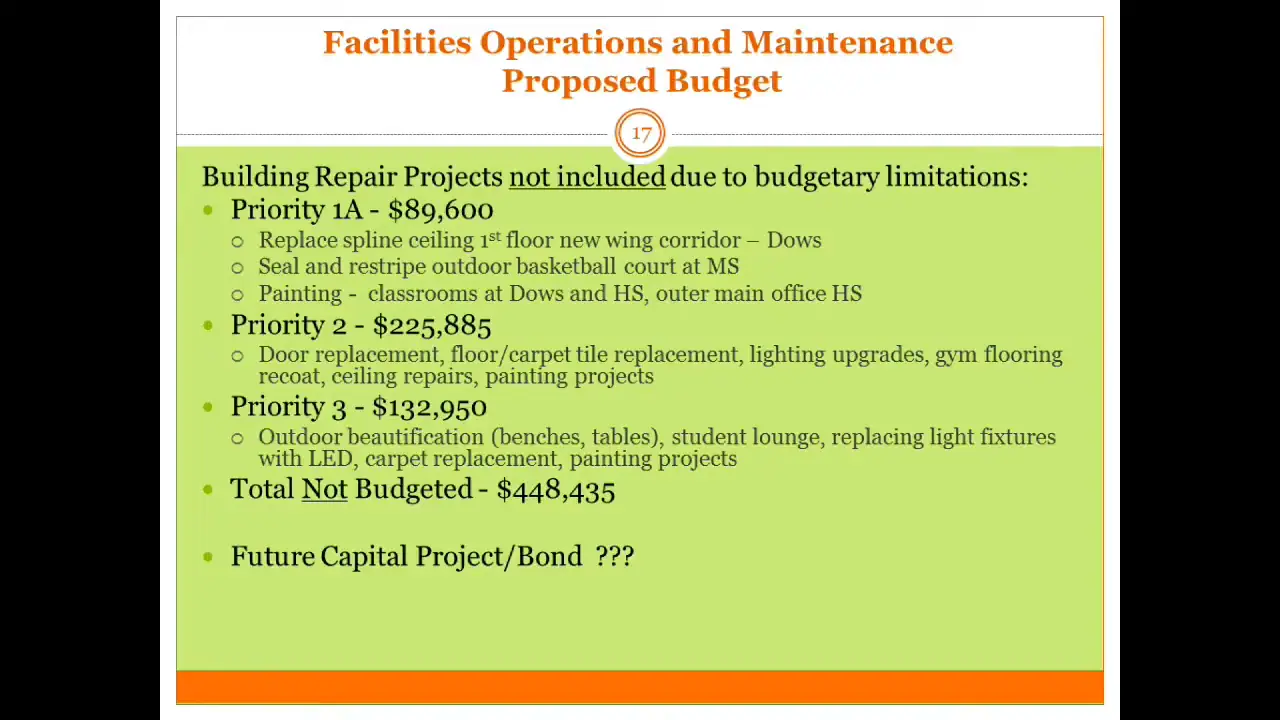 Facilities Operations and Maintenance
Proposed Budget
17
Building Repair Projects not included due to budgetary limitations:
• Priority 1A - $89,600
○ Replace spline ceiling 1st floor new wing corridor – Dows
○ Seal and restripe outdoor basketball court at MS
○ Painting - classrooms at Dows and HS, outer main office HS
• Priority 2 - $225,885
○ Door replacement, floor/carpet tile replacement, lighting upgrades, gym flooring
recoat, ceiling repairs, painting projects
• Priority 3 - $132,950
○ Outdoor beautification (benches, tables), student lounge, replacing light fixtures
with LED, carpet replacement, painting projects
• Total Not Budgeted - $448,435
• Future Capital Project/Bond ???